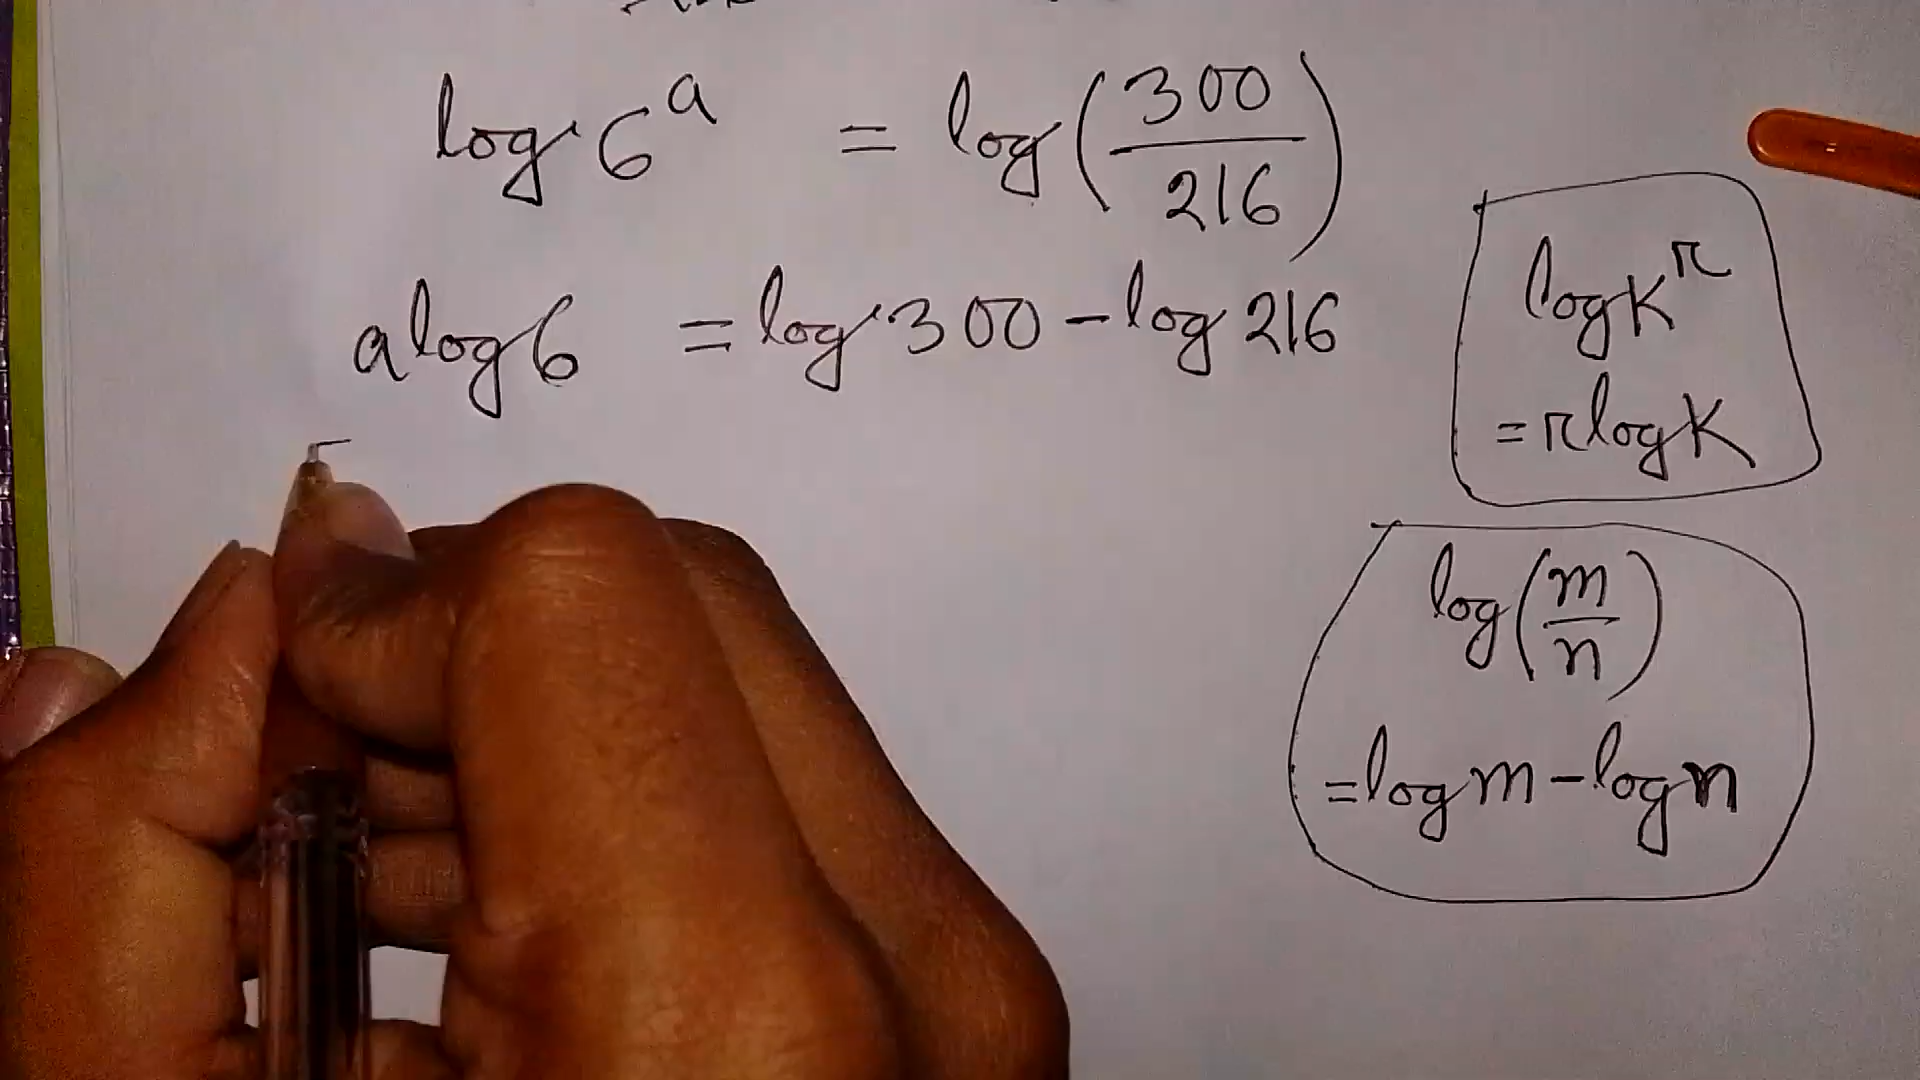 log 6^a = log(300/216)
a log 6 = log 300 - log 216
log k^r
= r log k
log(m/n)
= log m - log n